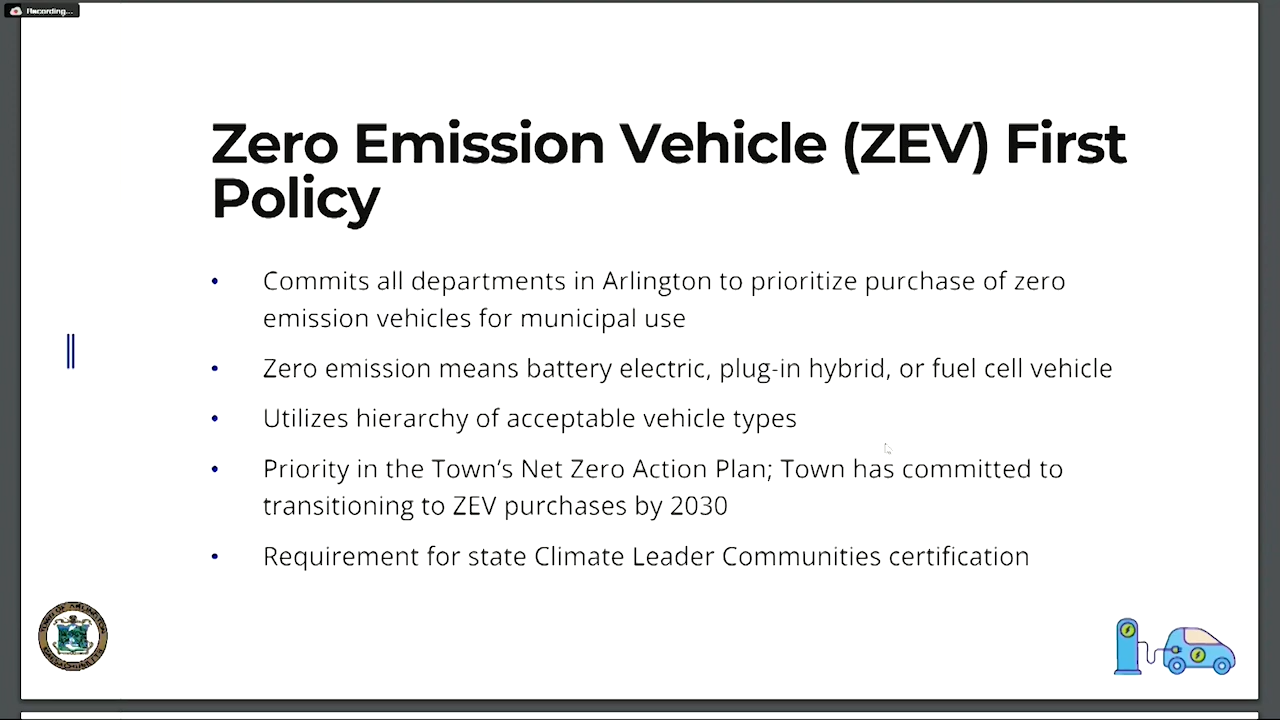 Recording...
Zero Emission Vehicle (ZEV) First
Policy
• Commits all departments in Arlington to prioritize purchase of zero
emission vehicles for municipal use
• Zero emission means battery electric, plug-in hybrid, or fuel cell vehicle
• Utilizes hierarchy of acceptable vehicle types
• Priority in the Town's Net Zero Action Plan; Town has committed to
transitioning to ZEV purchases by 2030
• Requirement for state Climate Leader Communities certification
TOWN OF ARLINGTON